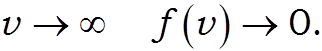 υ → ∞ f(υ) → 0.